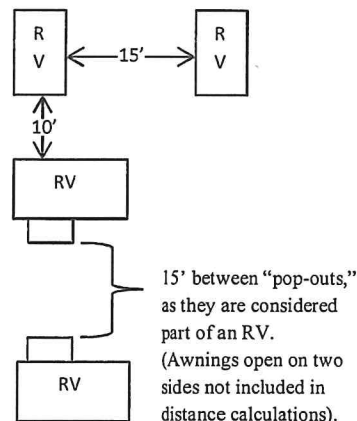 R
V
R
V
15’
10’
RV
15’ between “pop-outs,”
as they are considered
part of an RV.
(Awnings open on two
sides not included in
distance calculations).
RV